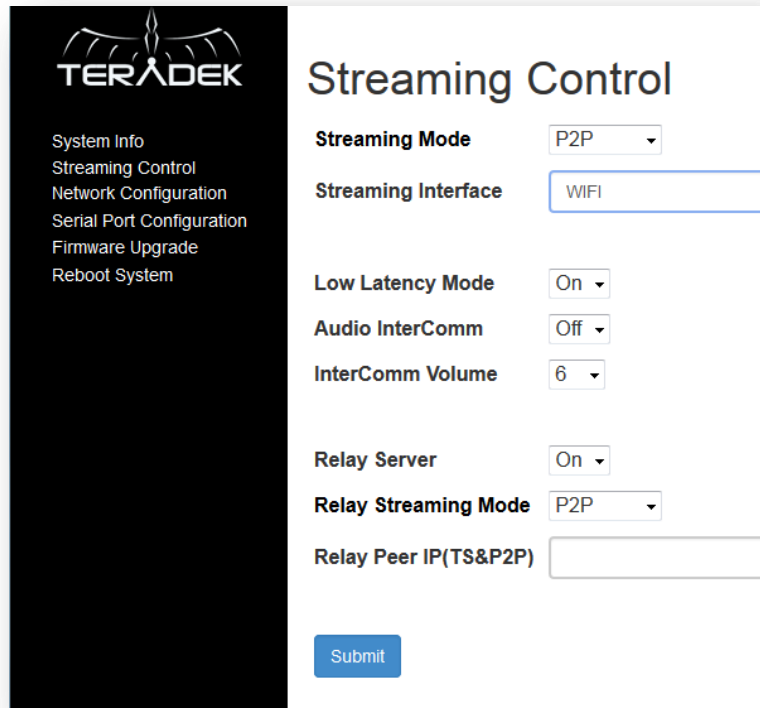 TERADEK
System Info
Streaming Control
Network Configuration
Serial Port Configuration
Firmware Upgrade
Reboot System
Streaming Control
Streaming Mode P2P
Streaming Interface WIFI
Low Latency Mode On
Audio InterComm Off
InterComm Volume 6
Relay Server On
Relay Streaming Mode P2P
Relay Peer IP(TS&P2P)
Submit